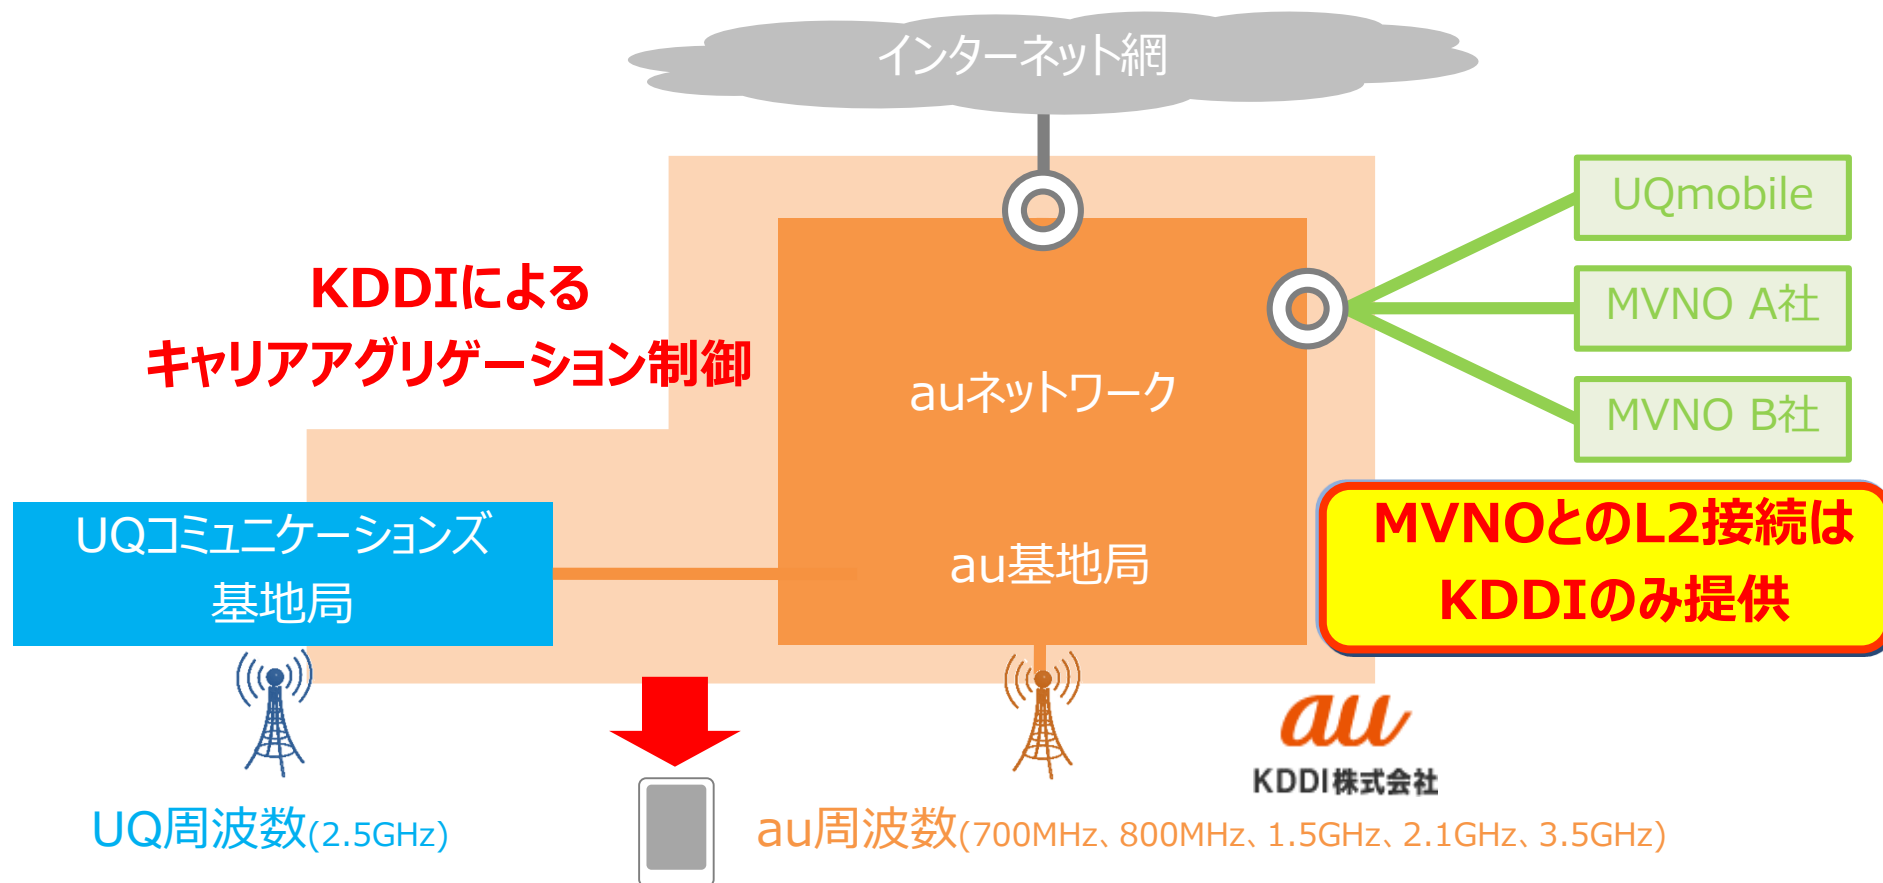 インターネット網
UQmobile
MVNO A社
MVNO B社
KDDIによる
キャリアアグリゲーション制御
auネットワーク
au基地局
UQコミュニケーションズ
基地局
MVNOとのL2接続は
KDDIのみ提供
au
KDDI株式会社
UQ周波数(2.5GHz)
au周波数(700MHz、800MHz、1.5GHz、2.1GHz、3.5GHz)